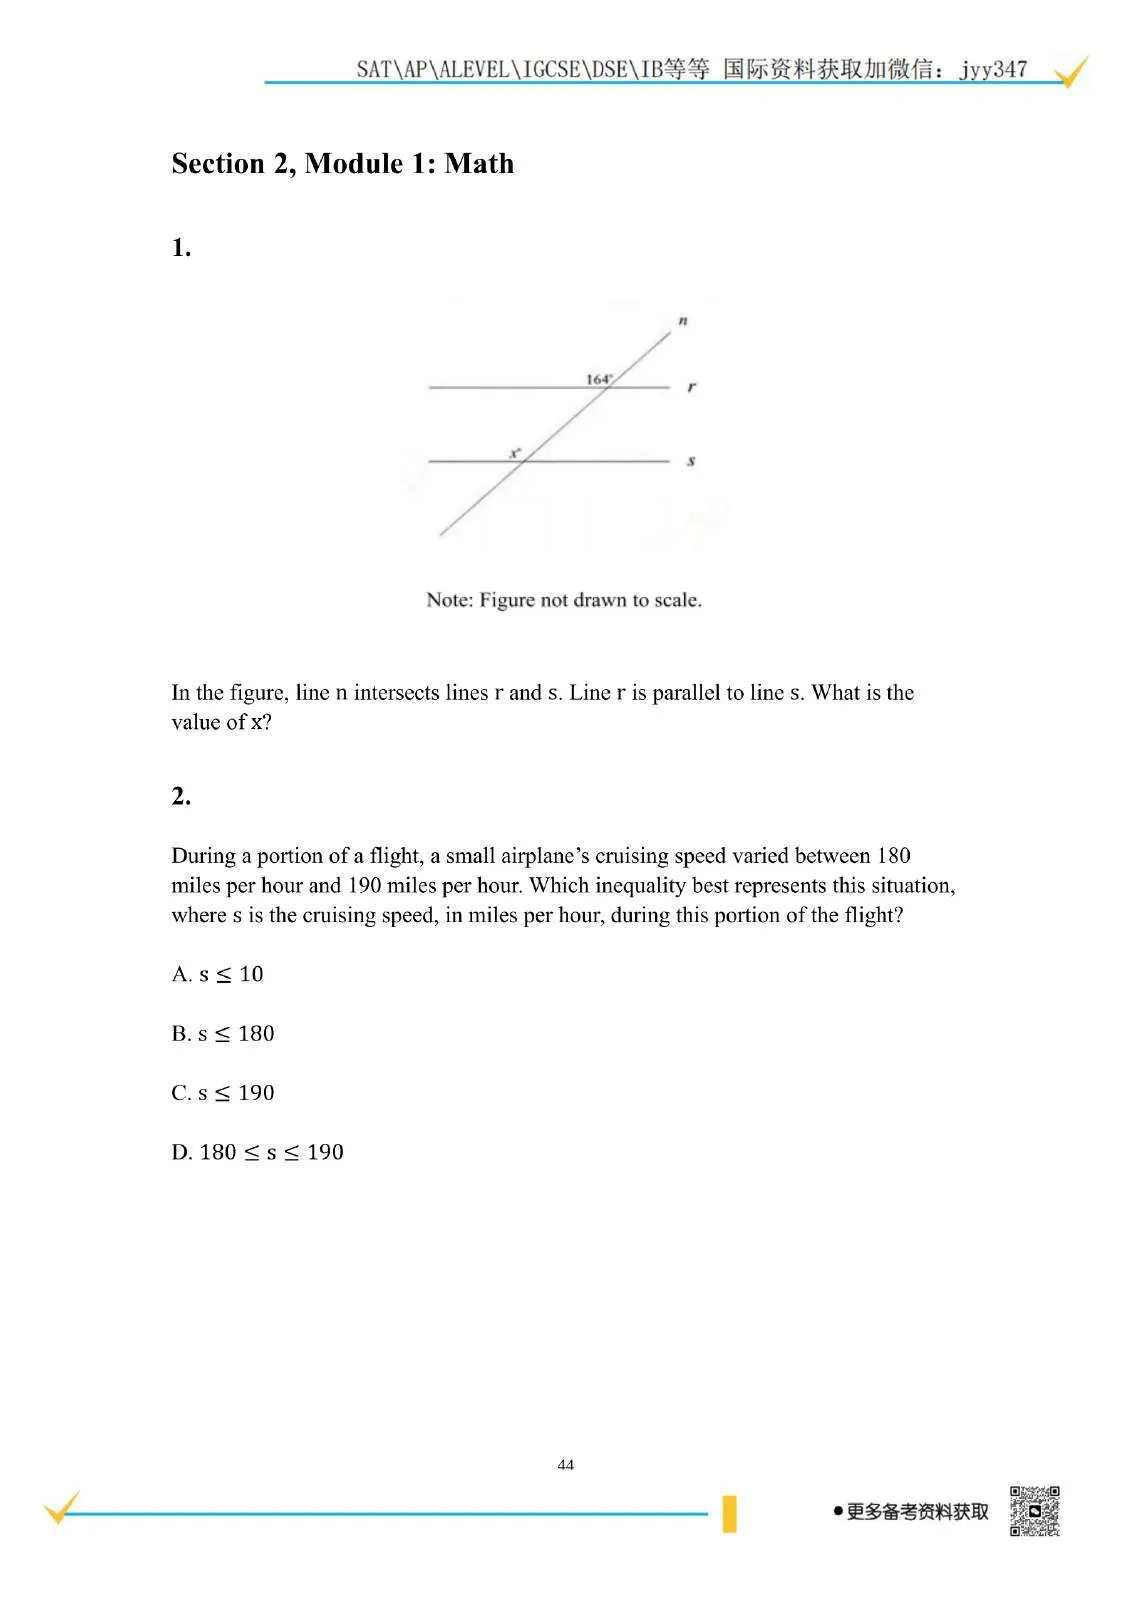 SAT\AP\ALEVEL\IGCSE\DSE\IB等等 国际资料获取加微信：jyy347
Section 2, Module 1: Math
1.
n
164°
r
x°
s
Note: Figure not drawn to scale.
In the figure, line n intersects lines r and s. Line r is parallel to line s. What is the
value of x?
2.
During a portion of a flight, a small airplane’s cruising speed varied between 180
miles per hour and 190 miles per hour. Which inequality best represents this situation,
where s is the cruising speed, in miles per hour, during this portion of the flight?
A. s ≤ 10
B. s ≤ 180
C. s ≤ 190
D. 180 ≤ s ≤ 190
44
●更多备考资料获取